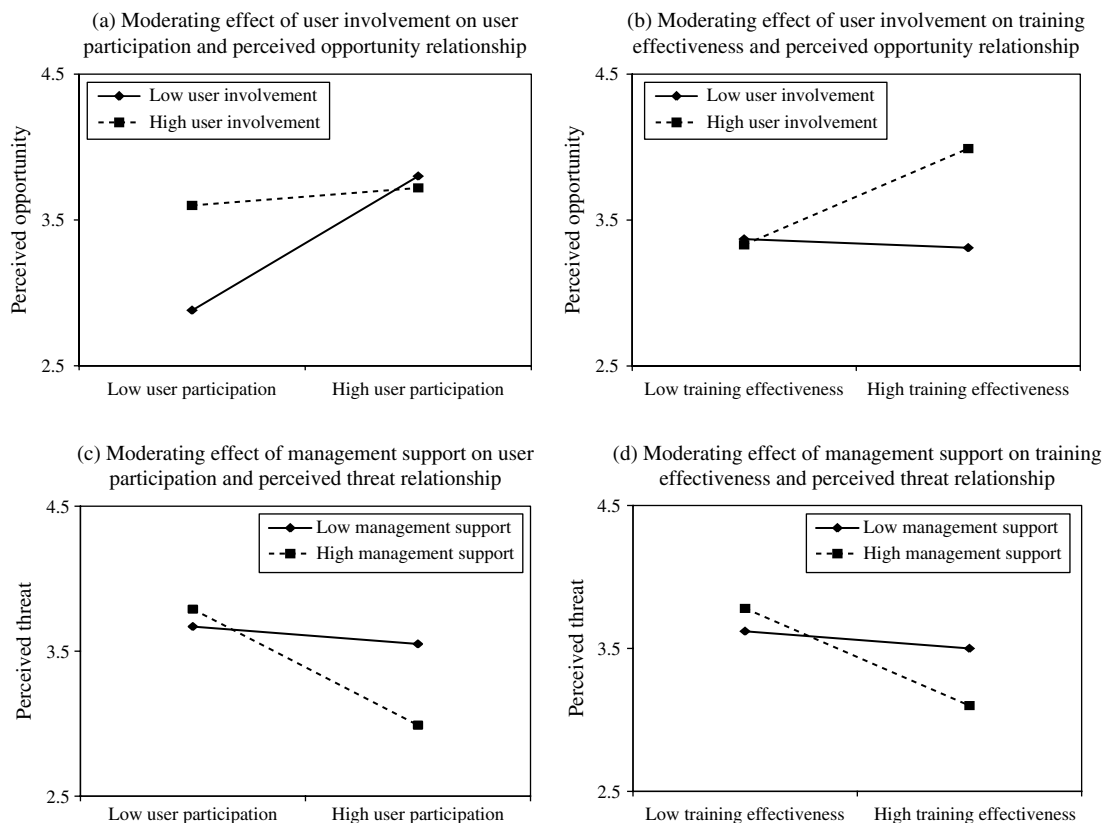 (a) Moderating effect of user involvement on user
participation and perceived opportunity relationship
4.5
Low user involvement
High user involvement
3.5
2.5
Perceived opportunity
Low user participation
High user participation
(b) Moderating effect of user involvement on training
effectiveness and perceived opportunity relationship
4.5
Low user involvement
High user involvement
3.5
2.5
Perceived opportunity
Low training effectiveness
High training effectiveness
(c) Moderating effect of management support on user
participation and perceived threat relationship
4.5
Low management support
High management support
3.5
2.5
Perceived threat
Low user participation
High user participation
(d) Moderating effect of management support on training
effectiveness and perceived threat relationship
4.5
Low management support
High management support
3.5
2.5
Perceived threat
Low training effectiveness
High training effectiveness